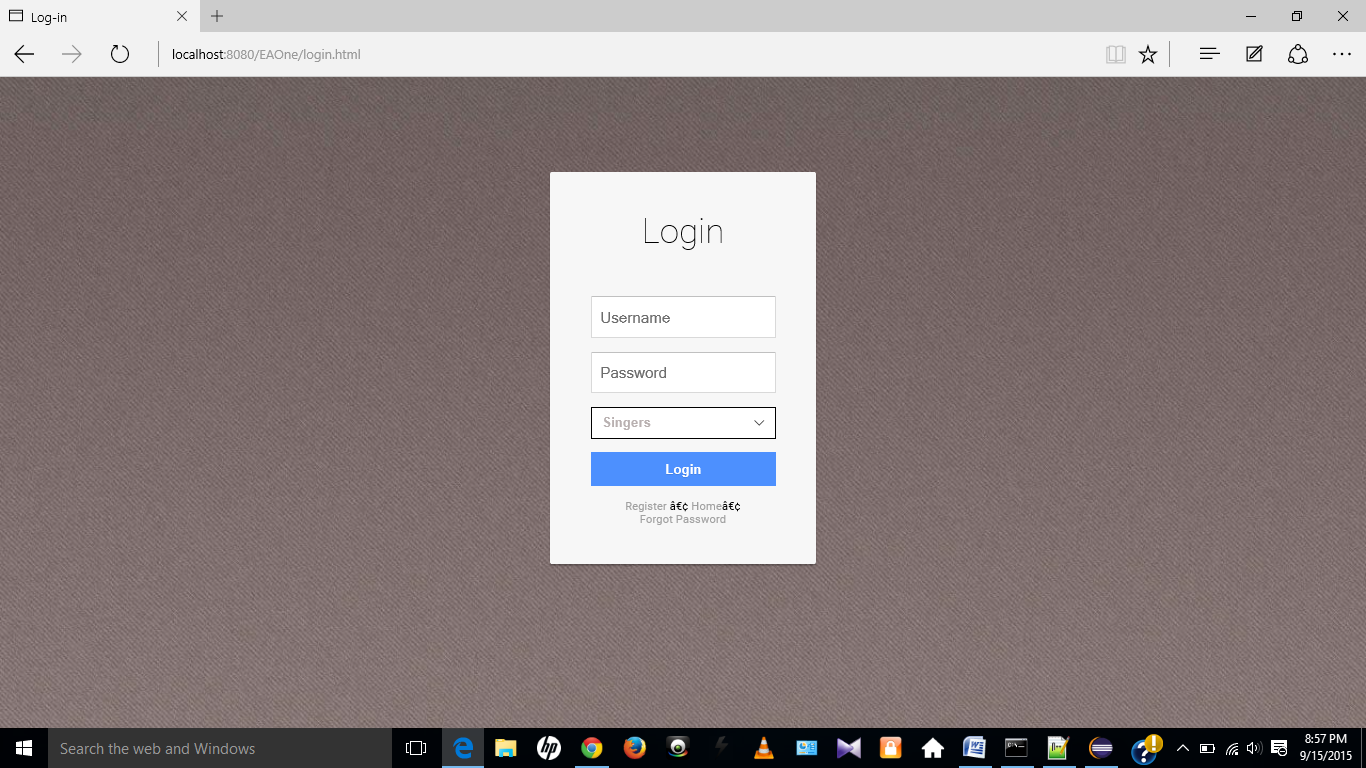 Log-in
localhost:8080/EAOne/login.html
Login
Username
Password
Singers
Login
Register â€¢ Homeâ€¢
Forgot Password
Search the web and Windows
8:57 PM
9/15/2015